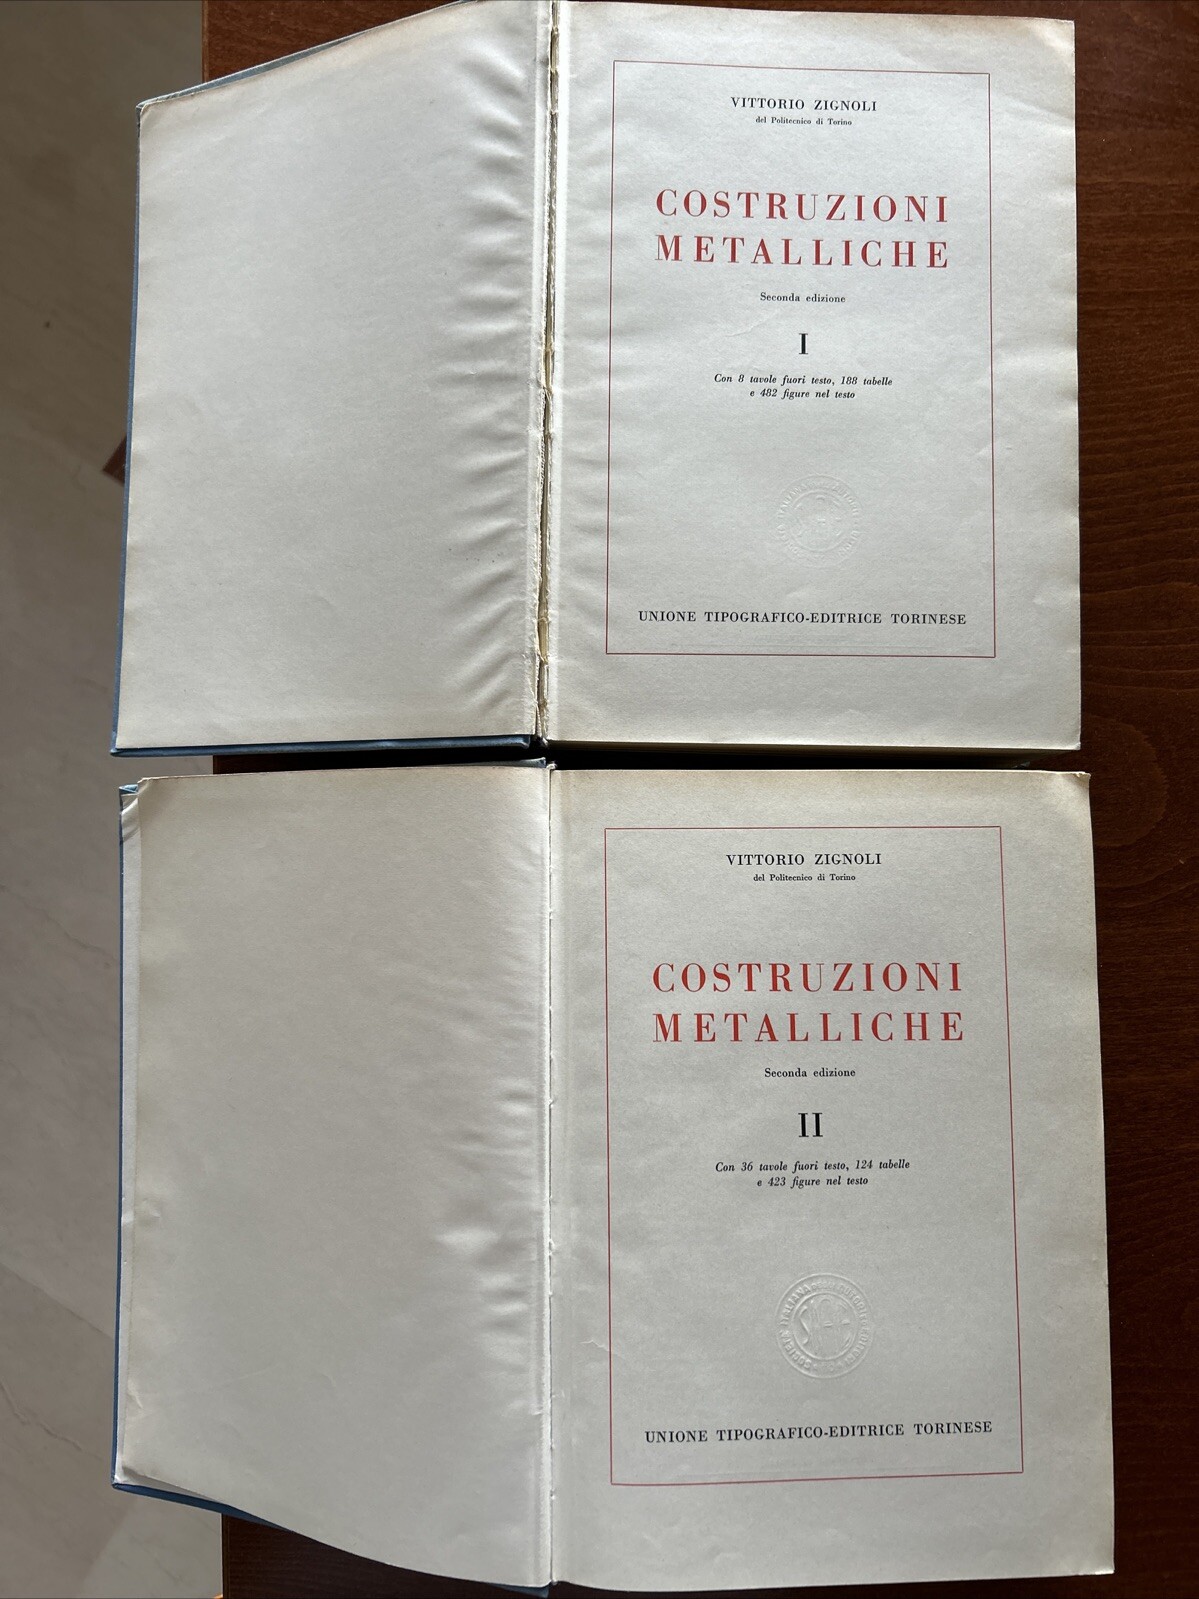 VITTORIO ZIGNOLI
del Politecnico di Torino
COSTRUZIONI
METALLICHE
Seconda edizione
I
Con 8 tavole fuori testo, 188 tabelle
e 482 figure nel testo
UNIONE TIPOGRAFICO-EDITRICE TORINESE
VITTORIO ZIGNOLI
del Politecnico di Torino
COSTRUZIONI
METALLICHE
Seconda edizione
II
Con 36 tavole fuori testo, 124 tabelle
e 423 figure nel testo
SOCIETÀ ITALIANA
UNIONE TIPOGRAFICO-EDITRICE TORINESE